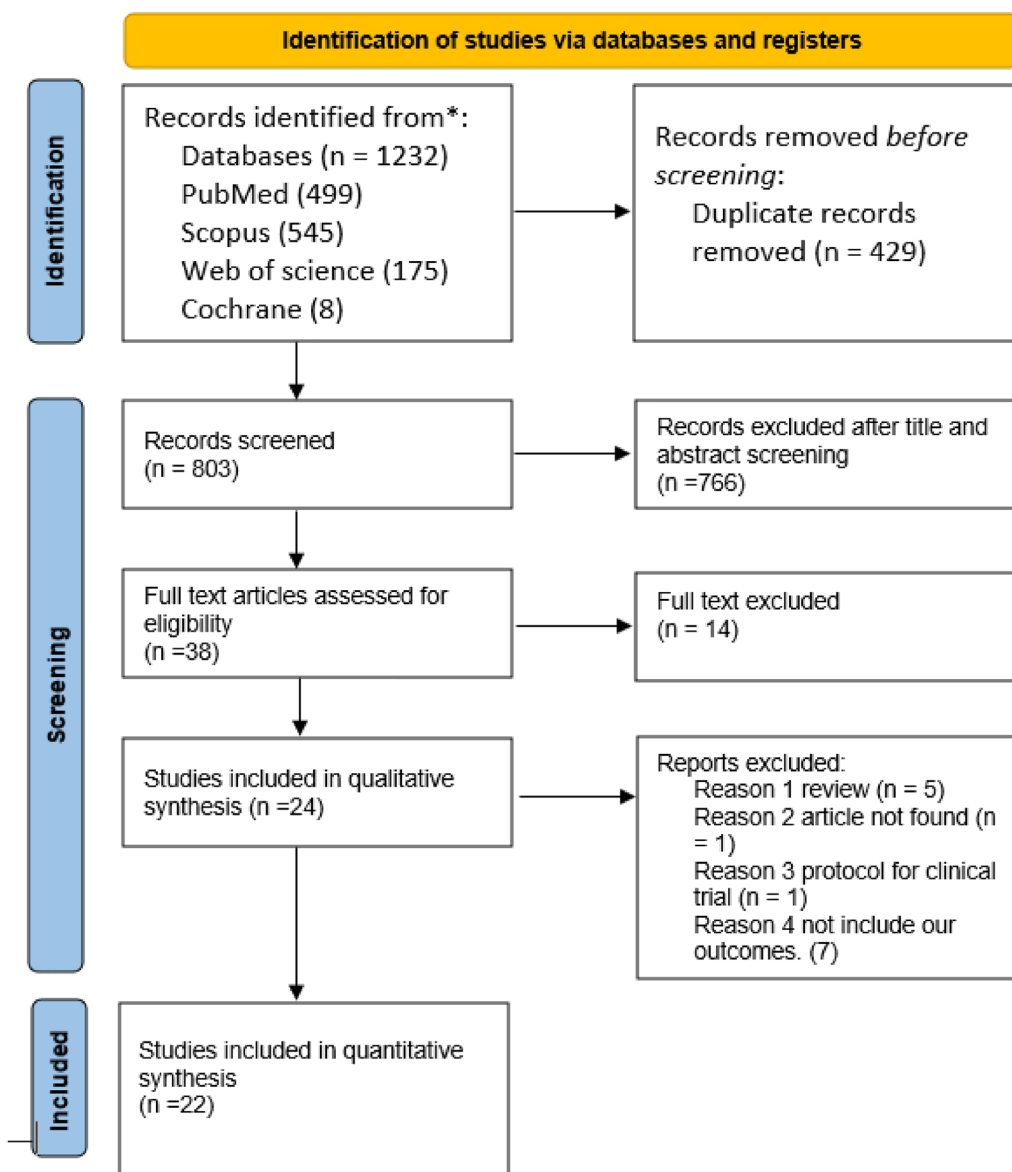 Identification of studies via databases and registers
Identification
Records identified from*:
Databases (n = 1232)
PubMed (499)
Scopus (545)
Web of science (175)
Cochrane (8)
Records removed before
screening:
Duplicate records
removed (n = 429)
Screening
Records screened
(n = 803)
Records excluded after title and
abstract screening
(n =766)
Full text articles assessed for
eligibility
(n =38)
Full text excluded
(n = 14)
Studies included in qualitative
synthesis (n =24)
Reports excluded:
Reason 1 review (n = 5)
Reason 2 article not found (n
= 1)
Reason 3 protocol for clinical
trial (n = 1)
Reason 4 not include our
outcomes. (7)
Included
Studies included in quantitative
synthesis
(n =22)